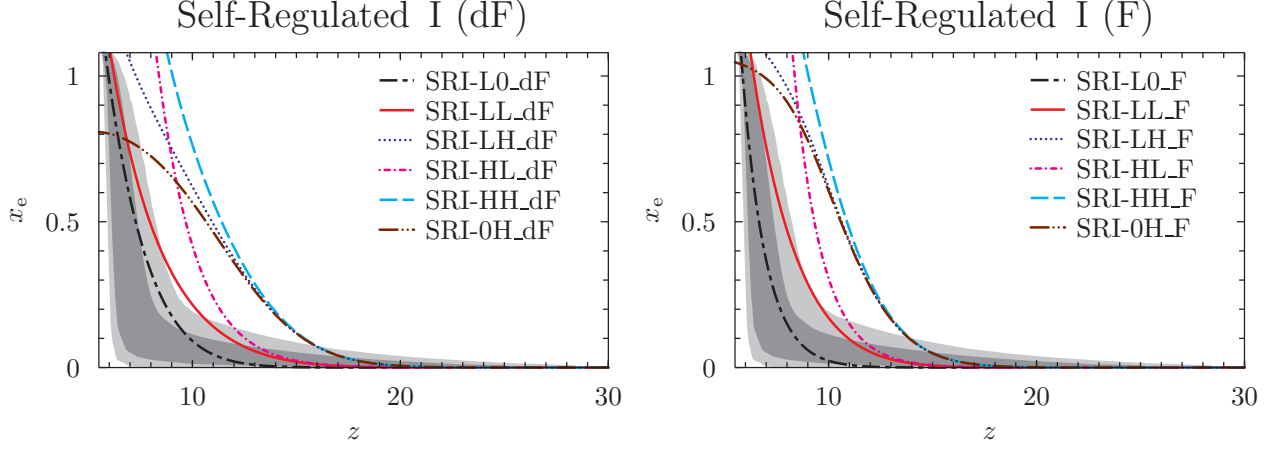 Self-Regulated I (dF)
1
0.5
0
x_e
10
20
30
z
SRI-L0_dF
SRI-LL_dF
SRI-LH_dF
SRI-HL_dF
SRI-HH_dF
SRI-0H_dF
Self-Regulated I (F)
1
0.5
0
x_e
10
20
30
z
SRI-L0_F
SRI-LL_F
SRI-LH_F
SRI-HL_F
SRI-HH_F
SRI-0H_F